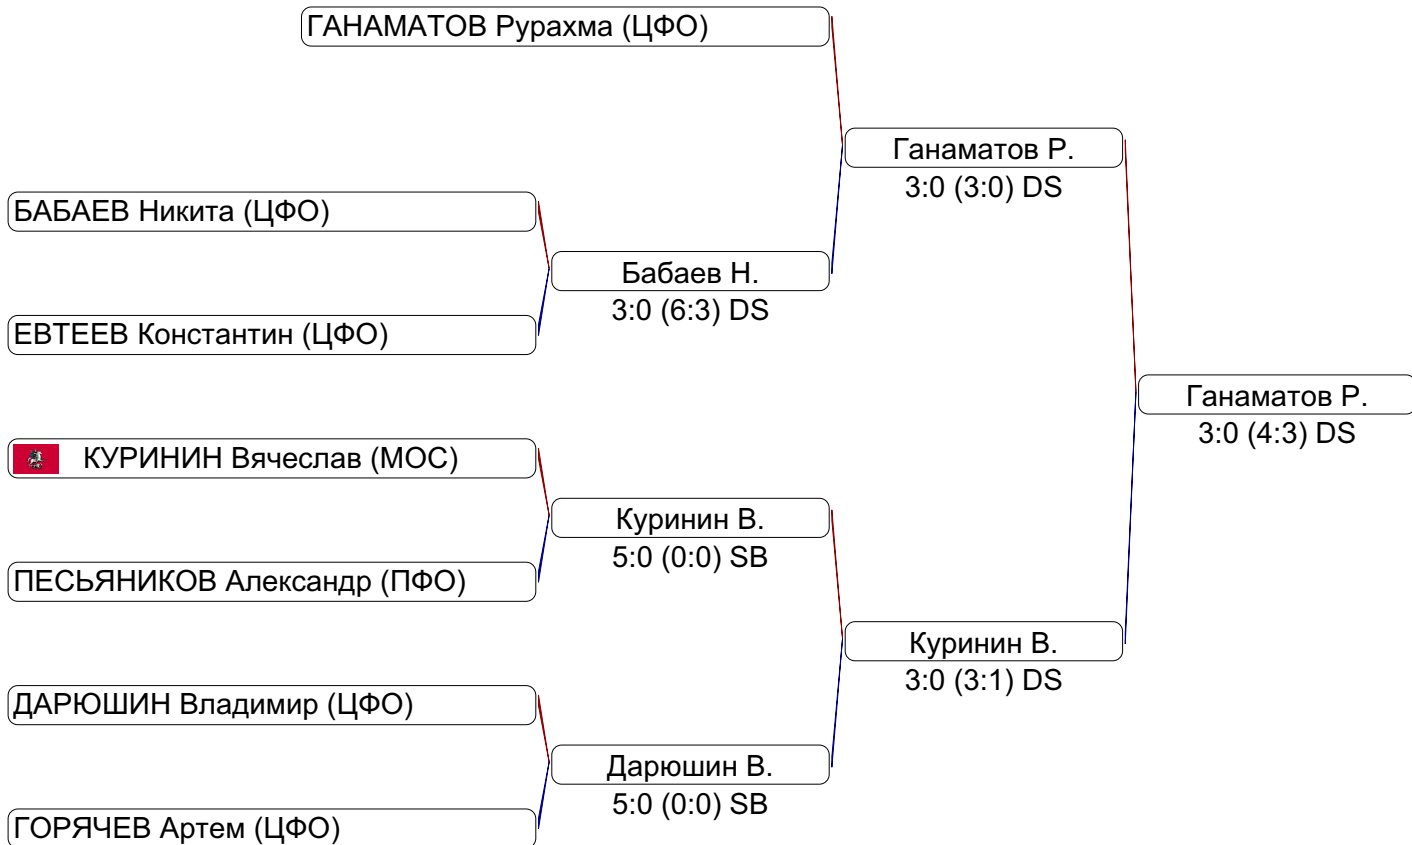 ГАНАМАТОВ Рурахма (ЦФО)
Ганаматов Р.
3:0 (3:0) DS
БАБАЕВ Никита (ЦФО)
Бабаев Н.
3:0 (6:3) DS
ЕВТЕЕВ Константин (ЦФО)
Ганаматов Р.
3:0 (4:3) DS
КУРИНИН Вячеслав (МОС)
Куринин В.
5:0 (0:0) SB
ПЕСЬЯНИКОВ Александр (ПФО)
Куринин В.
3:0 (3:1) DS
ДАРЮШИН Владимир (ЦФО)
Дарюшин В.
5:0 (0:0) SB
ГОРЯЧЕВ Артем (ЦФО)